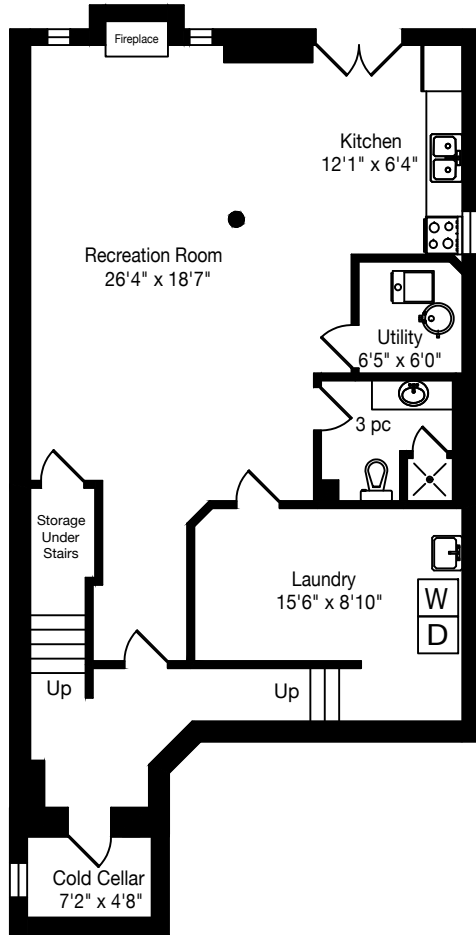 Fireplace
Kitchen
12'1" x 6'4"
Recreation Room
26'4" x 18'7"
Utility
6'5" x 6'0"
3 pc
Storage
Under
Stairs
Laundry
15'6" x 8'10"
W
D
Up
Up
Cold Cellar
7'2" x 4'8"